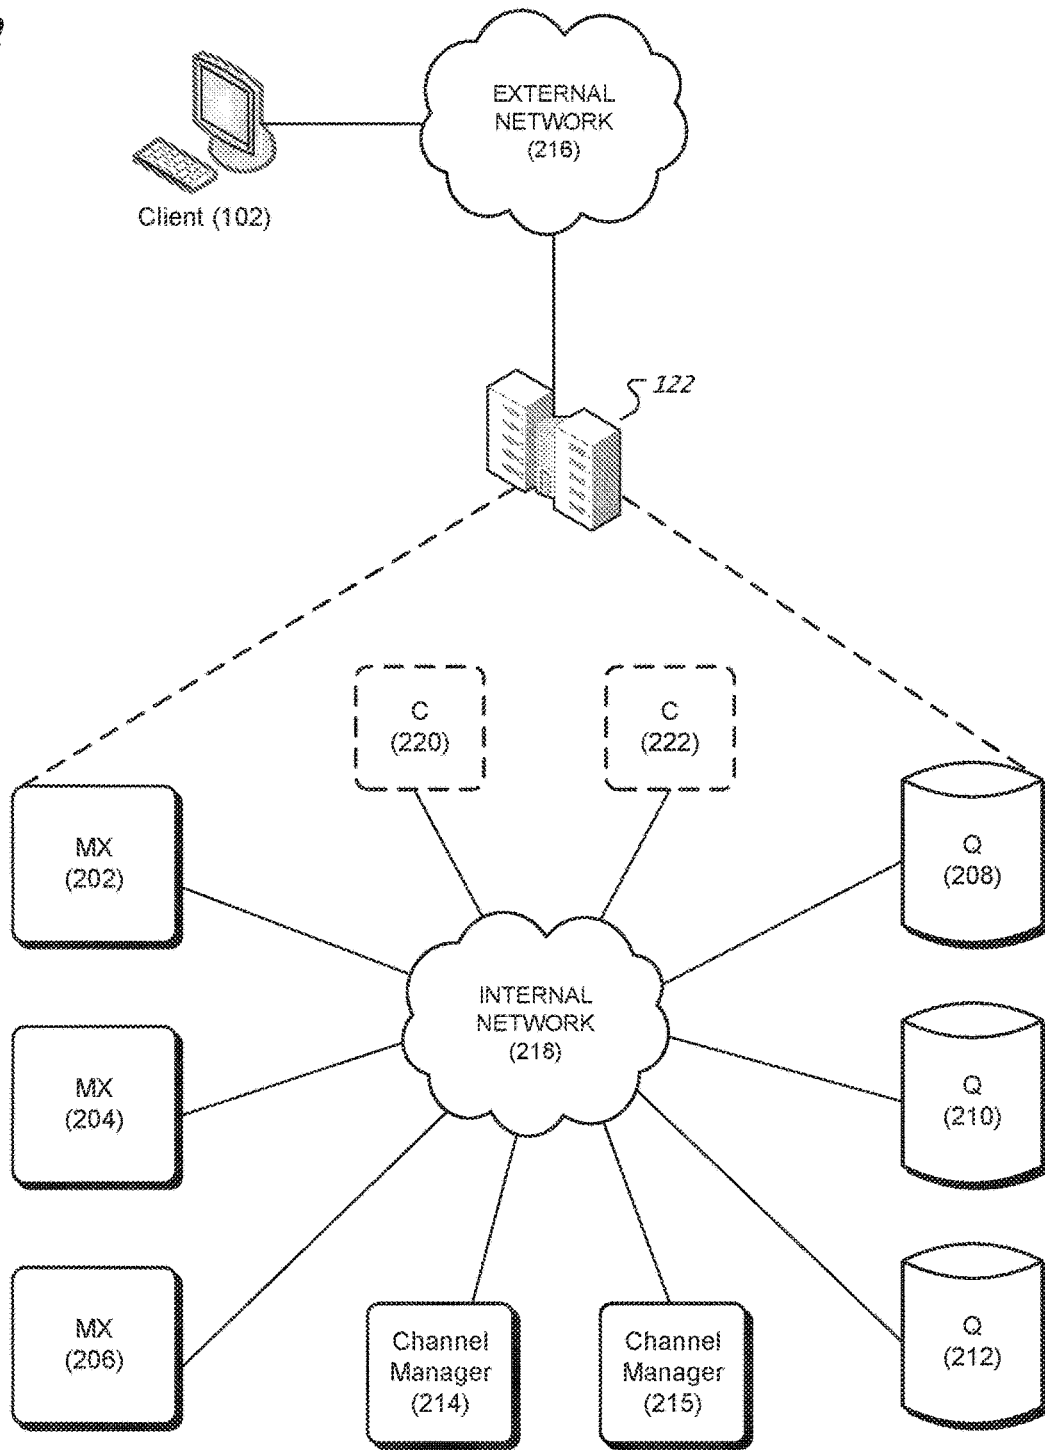 EXTERNAL
NETWORK
(216)
Client (102)
122
C
(220)
C
(222)
MX
(202)
Q
(208)
INTERNAL
NETWORK
(218)
MX
(204)
Q
(210)
MX
(206)
Channel
Manager
(214)
Channel
Manager
(215)
Q
(212)